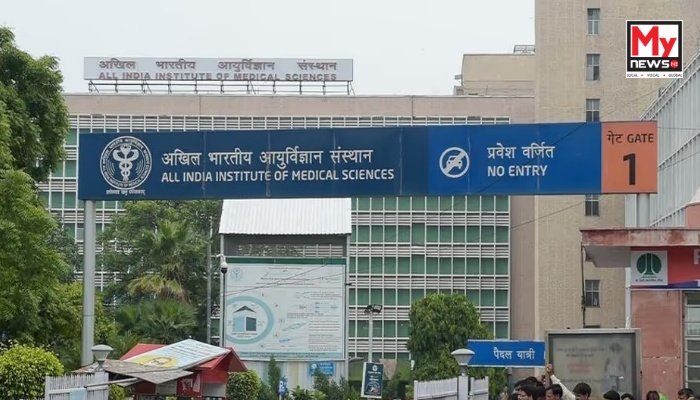 My
NEWS
LOCAL . VOCAL . GLOBAL
अखिल भारतीय आयुर्विज्ञान संस्थान
ALL INDIA INSTITUTE OF MEDICAL SCIENCES
अखिल भारतीय आयुर्विज्ञान संस्थान
ALL INDIA INSTITUTE OF MEDICAL SCIENCES
प्रवेश वर्जित
NO ENTRY
गेट GATE
1
पैदल यात्री